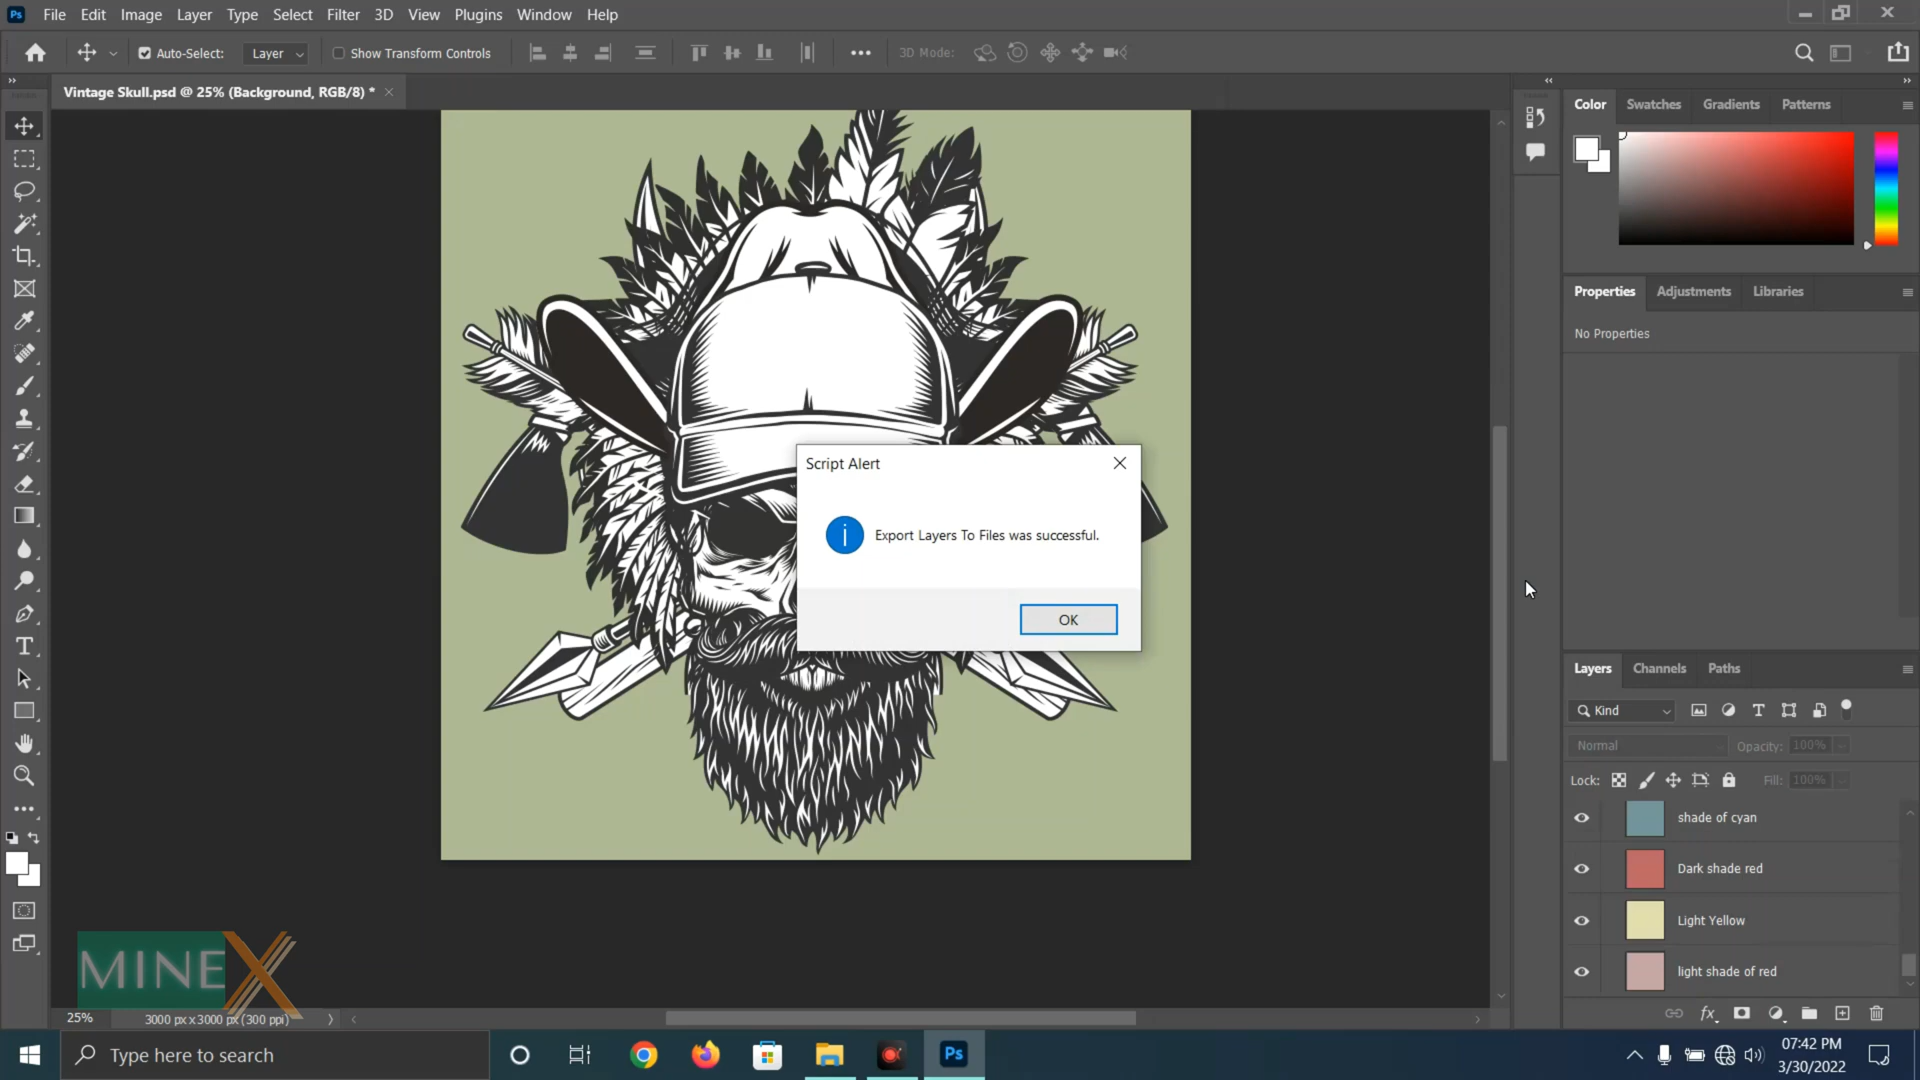 Ps File Edit Image Layer Type Select Filter 3D View Plugins Window Help
Auto-Select: Layer Show Transform Controls 3D Mode:
Vintage Skull.psd @ 25% (Background, RGB/8) *
Color Swatches Gradients Patterns
Properties Adjustments Libraries
No Properties
Script Alert
Export Layers To Files was successful.
OK
Layers Channels Paths
Kind
Normal Opacity: 100%
Lock: Fill: 100%
shade of cyan
Dark shade red
Light Yellow
light shade of red
MINEX
25% 3000 px x 3000 px (300 ppi)
Type here to search
Ps
07:42 PM
3/30/2022